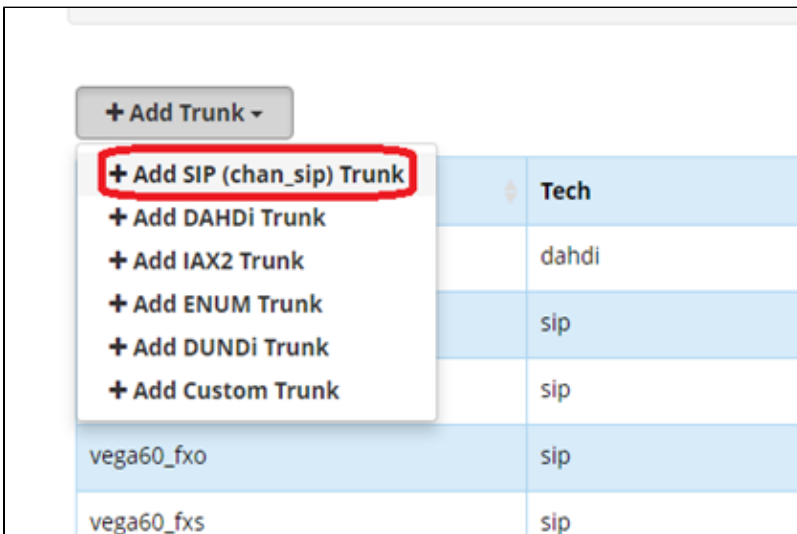 + Add Trunk
+ Add SIP (chan_sip) Trunk
Tech
+ Add DAHDi Trunk
+ Add IAX2 Trunk
dahdi
+ Add ENUM Trunk
+ Add DUNDi Trunk
sip
+ Add Custom Trunk
sip
vega60_fxo
sip
vega60_fxs
sip